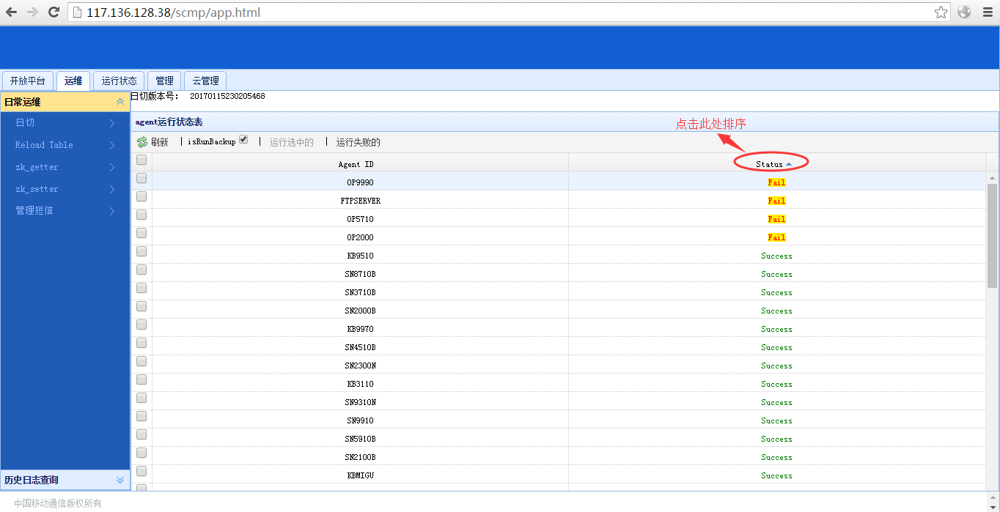 117.136.128.38/scmp/app.html
开放平台 运维 运行状态 管理 云管理
日常运维
日切版本号： 20170115230205468
日切
Reload Table
zk_getter
zk_setter
管理短信
历史日志查询
agent运行状态表
点击此处排序
刷新 | isRunBackup | 运行选中的 | 运行失败的
Agent ID Status
OP9990 Fail
FTPSERVER Fail
OP5710 Fail
OP2000 Fail
KB9510 Success
SN8710B Success
SN3710B Success
SN2000B Success
KB9970 Success
SN4510B Success
SN2300N Success
KB3110 Success
SN9310N Success
SN9910 Success
SN5910B Success
SN2100B Success
KBMIGU Success
中国移动通信版权所有